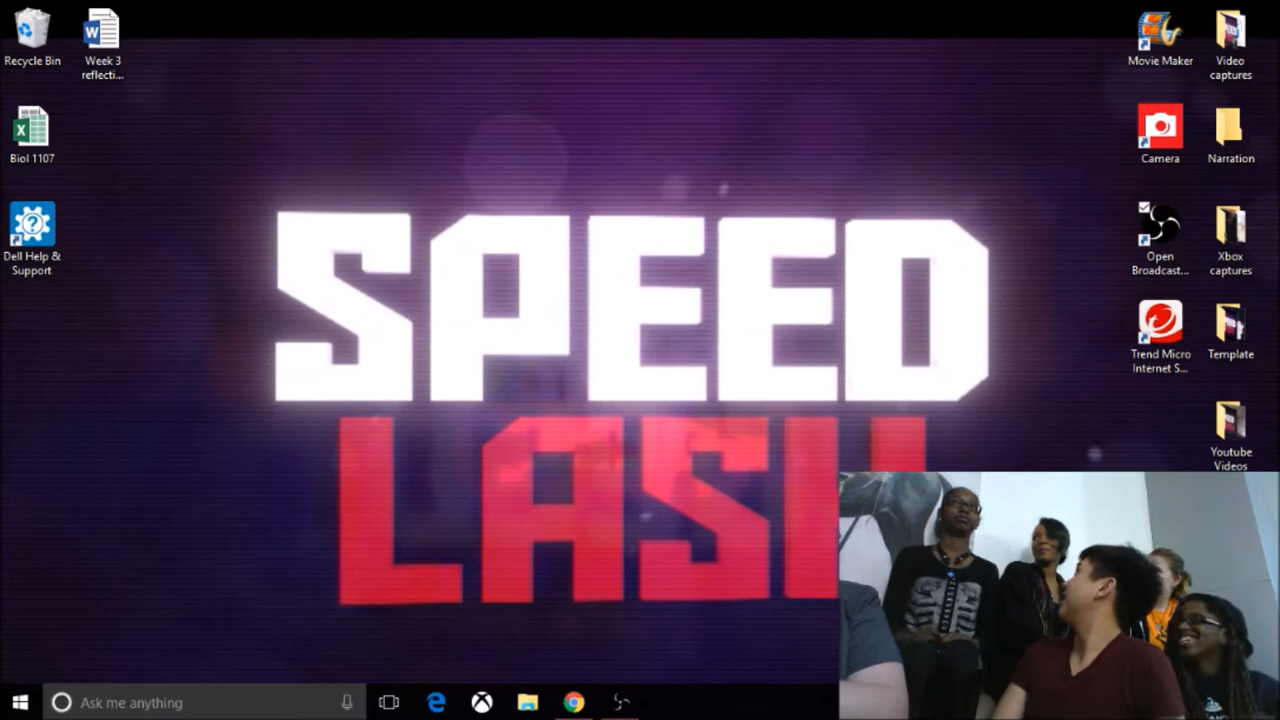 Recycle Bin
Week 3
reflecti...
Biol 1107
Dell Help &
Support
SPEED
LASH
Movie Maker
Video
captures
Camera
Narration
Open
Broadcast...
Xbox
captures
Trend Micro
Internet S...
Template
Youtube
Videos
Ask me anything